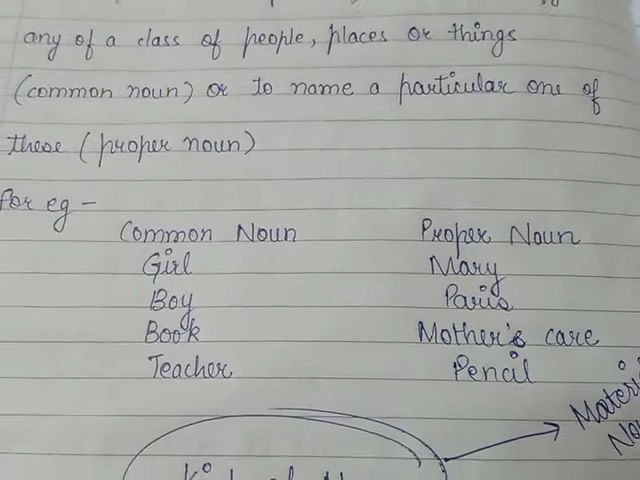 any of a class of people, places or things
(common noun) or to name a particular one of
these (proper noun)
for eg -
Common Noun Proper Noun
Girl Mary
Boy Paris
Book Mother's care
Teacher Pencil